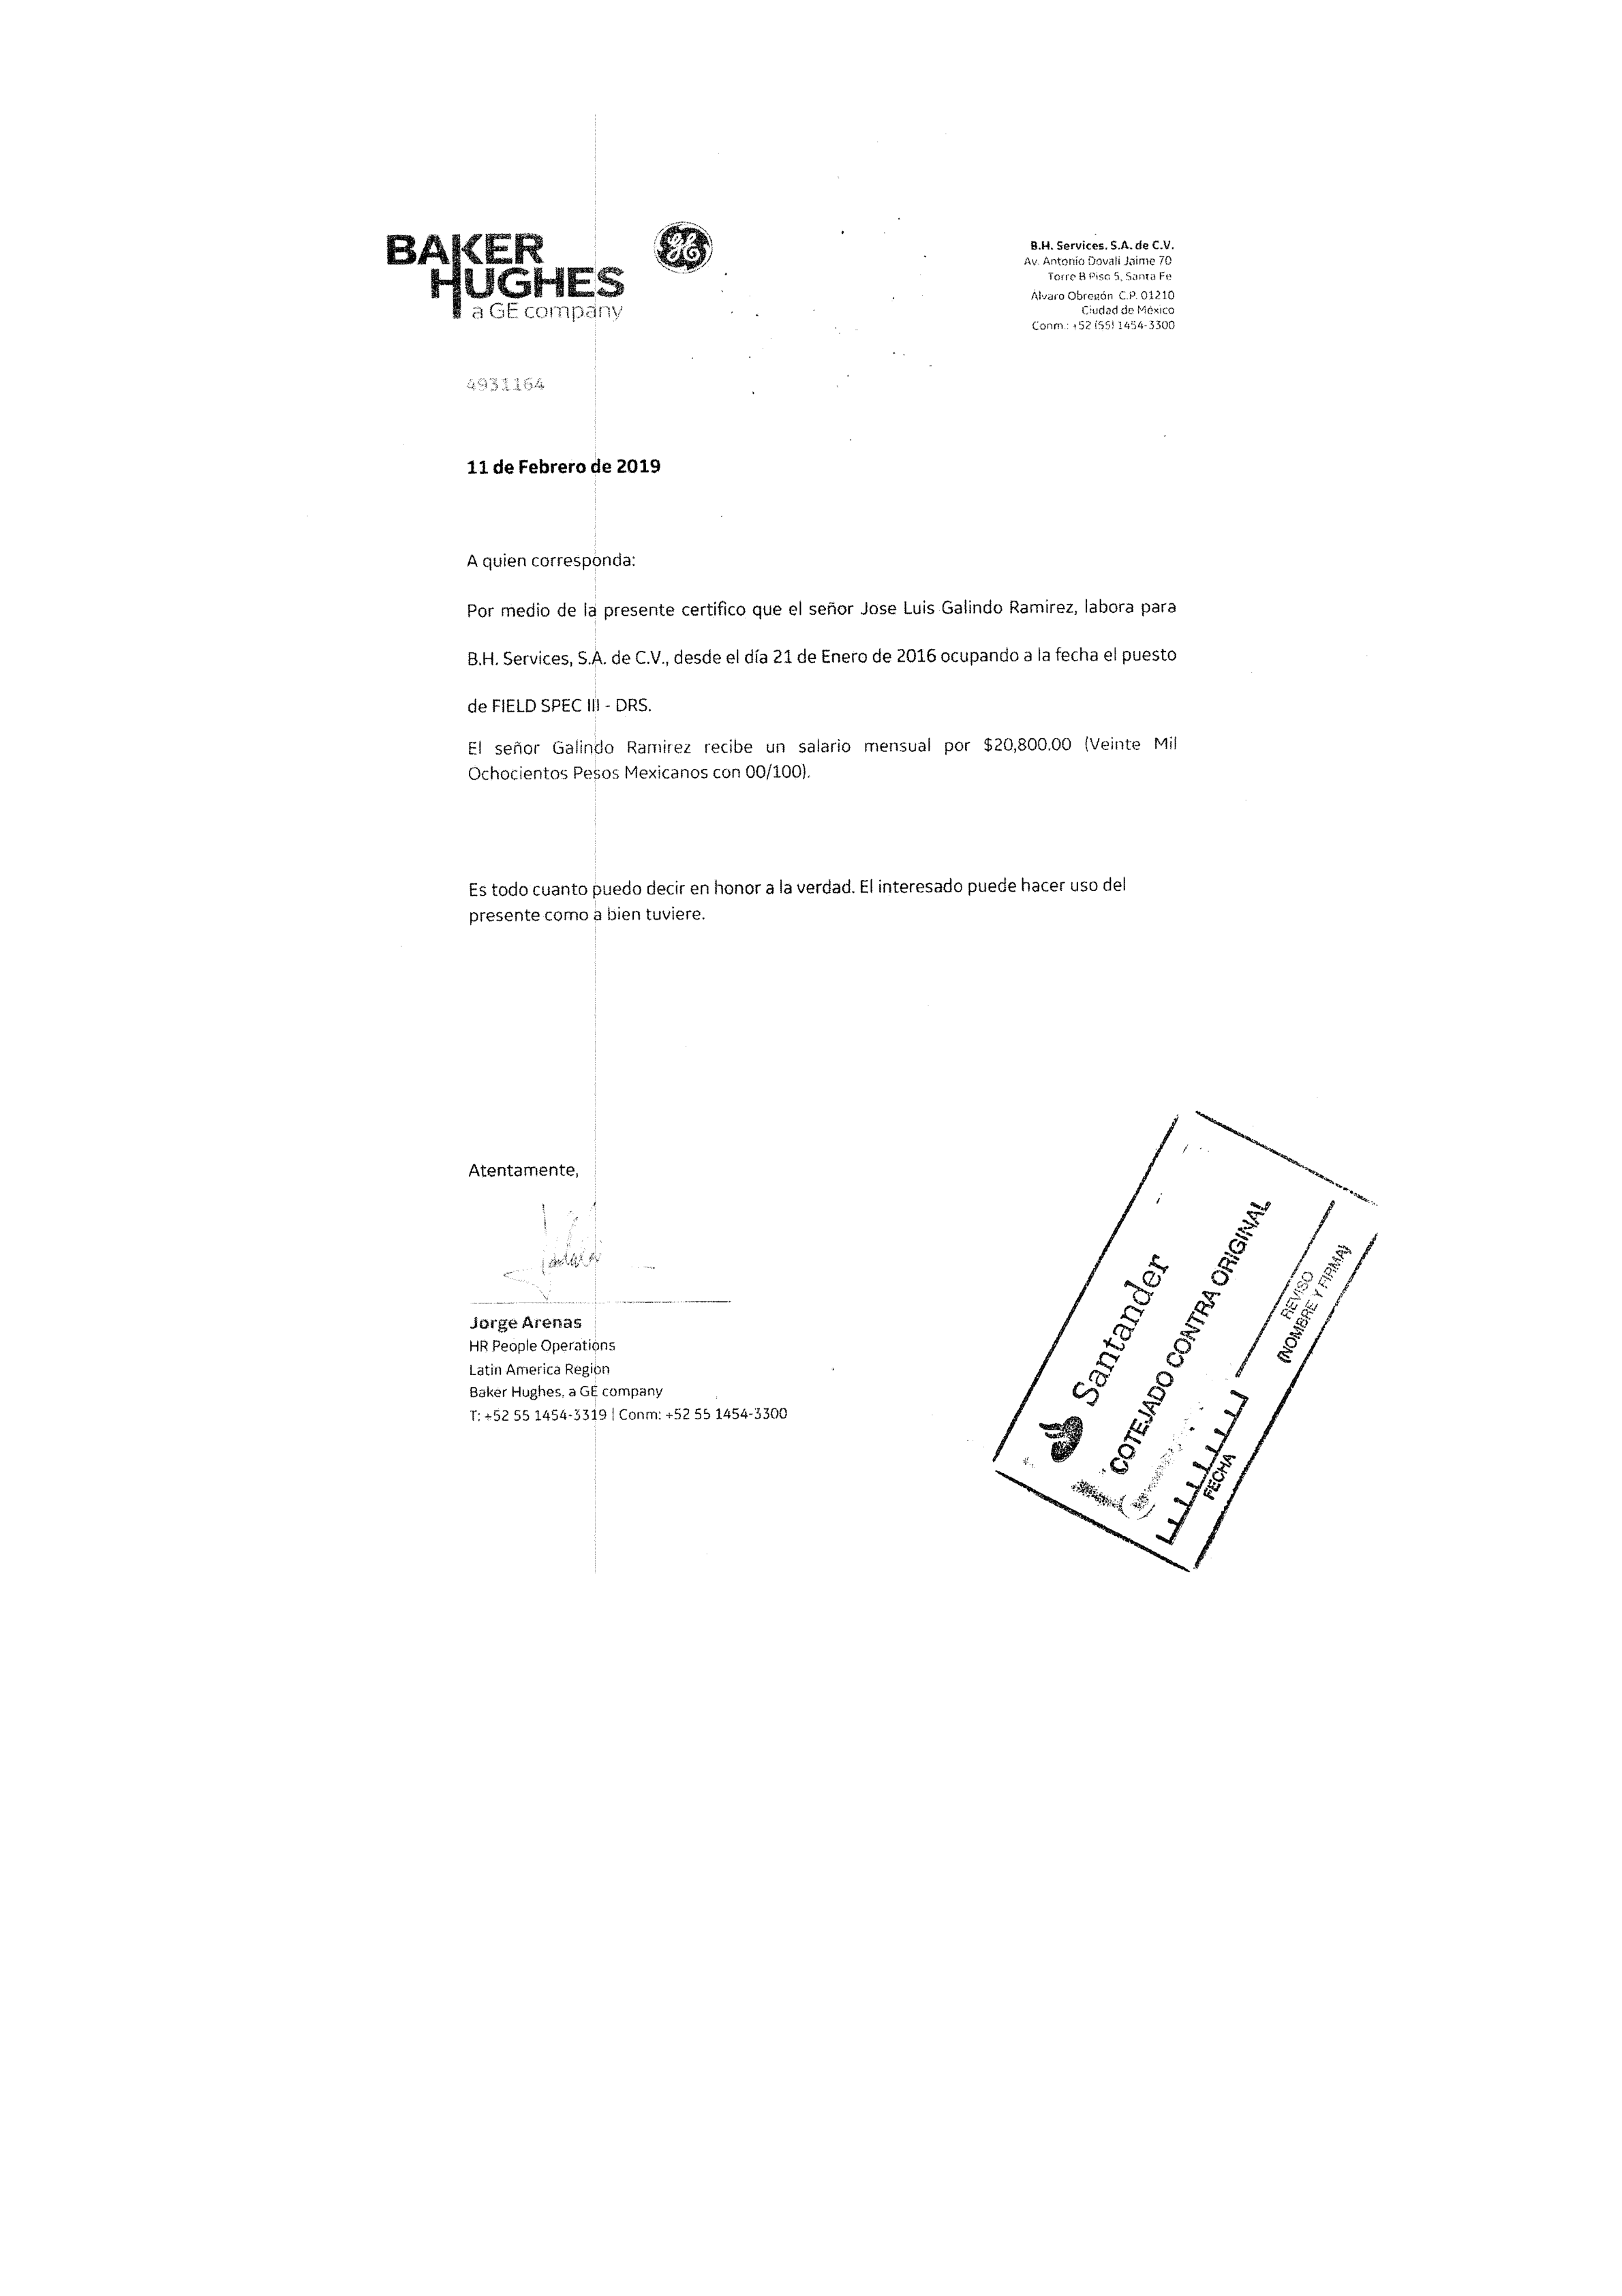 BAKER
HUGHES
a GE company
GE
B.H. Services. S.A. de C.V.
Av. Antonio Dovali Jaime 70
Torre B Piso 5, Santa Fe
Álvaro Obregón C.P. 01210
Ciudad de México
Conm.: +52 (55) 1454-3300
4931164
11 de Febrero de 2019
A quien corresponda:
Por medio de la presente certifico que el señor Jose Luis Galindo Ramirez, labora para
B.H. Services, S.A. de C.V., desde el día 21 de Enero de 2016 ocupando a la fecha el puesto
de FIELD SPEC III - DRS.
El señor Galindo Ramirez recibe un salario mensual por $20,800.00 (Veinte Mil
Ochocientos Pesos Mexicanos con 00/100).
Es todo cuanto puedo decir en honor a la verdad. El interesado puede hacer uso del
presente como a bien tuviere.
Atentamente,
Jorge Arenas
HR People Operations
Latin America Region
Baker Hughes, a GE company
T: +52 55 1454-3319 | Conm: +52 55 1454-3300
Santander
COTEJADO CONTRA ORIGINAL
FECHA
REVISO
(NOMBRE Y FIRMA)